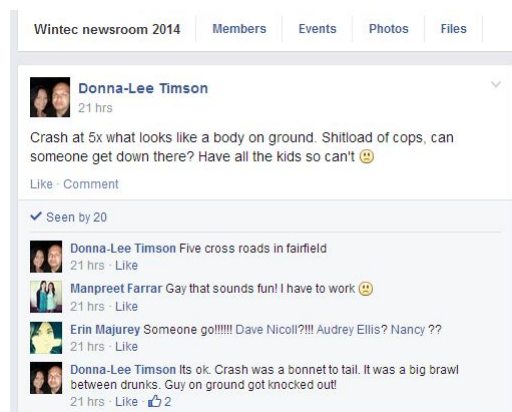 Wintec newsroom 2014 Members Events Photos Files
Donna-Lee Timson
21 hrs
Crash at 5x what looks like a body on ground. Shitload of cops, can
someone get down there? Have all the kids so can't
Like · Comment
Seen by 20
Donna-Lee Timson Five cross roads in fairfield
21 hrs · Like
Manpreet Farrar Gay that sounds fun! I have to work
21 hrs · Like
Erin Majurey Someone go!!!!!! Dave Nicoll?!!! Audrey Ellis? Nancy ??
21 hrs · Like
Donna-Lee Timson Its ok. Crash was a bonnet to tail. It was a big brawl
between drunks. Guy on ground got knocked out!
21 hrs · Like · 2